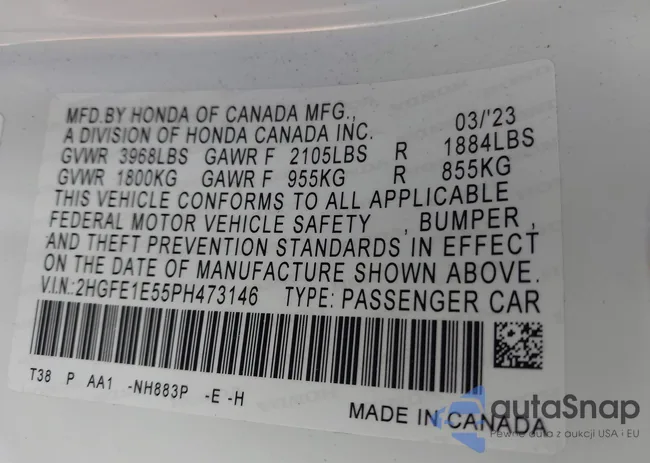 MFD.BY HONDA OF CANADA MFG., 03/'23
A DIVISION OF HONDA CANADA INC.
GVWR 3968LBS GAWR F 2105LBS R 1884LBS
GVWR 1800KG GAWR F 955KG R 855KG
THIS VEHICLE CONFORMS TO ALL APPLICABLE
FEDERAL MOTOR VEHICLE SAFETY , BUMPER ,
AND THEFT PREVENTION STANDARDS IN EFFECT
ON THE DATE OF MANUFACTURE SHOWN ABOVE.
V.I.N.:2HGFE1E55PH473146 TYPE: PASSENGER CAR
T38 P AA1 -NH883P -E -H
MADE IN CANADA
autaSnap
Pewne auta z aukcji USA i EU